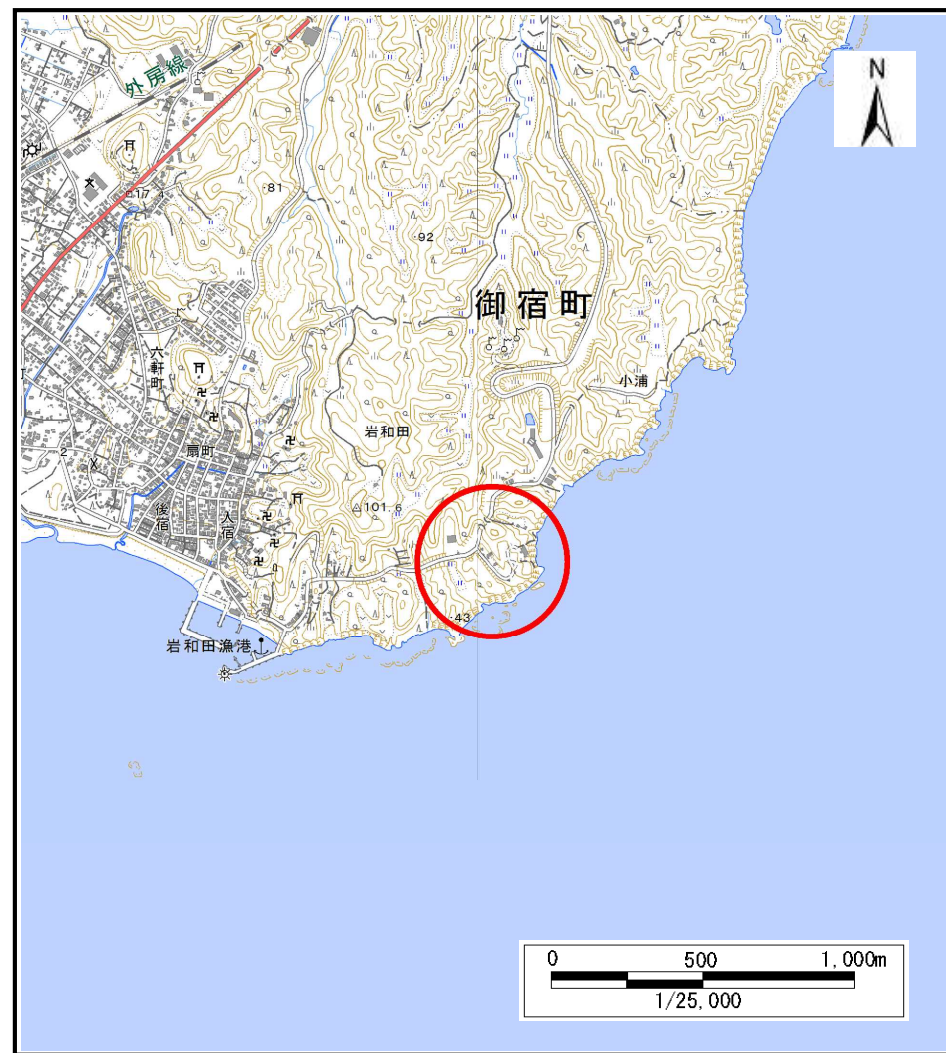 外房線
N
17
・81
・92
御宿町
六軒町
小浦
岩和田
2
扇町
後宿
入宿
△101.6
・43
岩和田漁港
0 500 1,000m
1/25,000